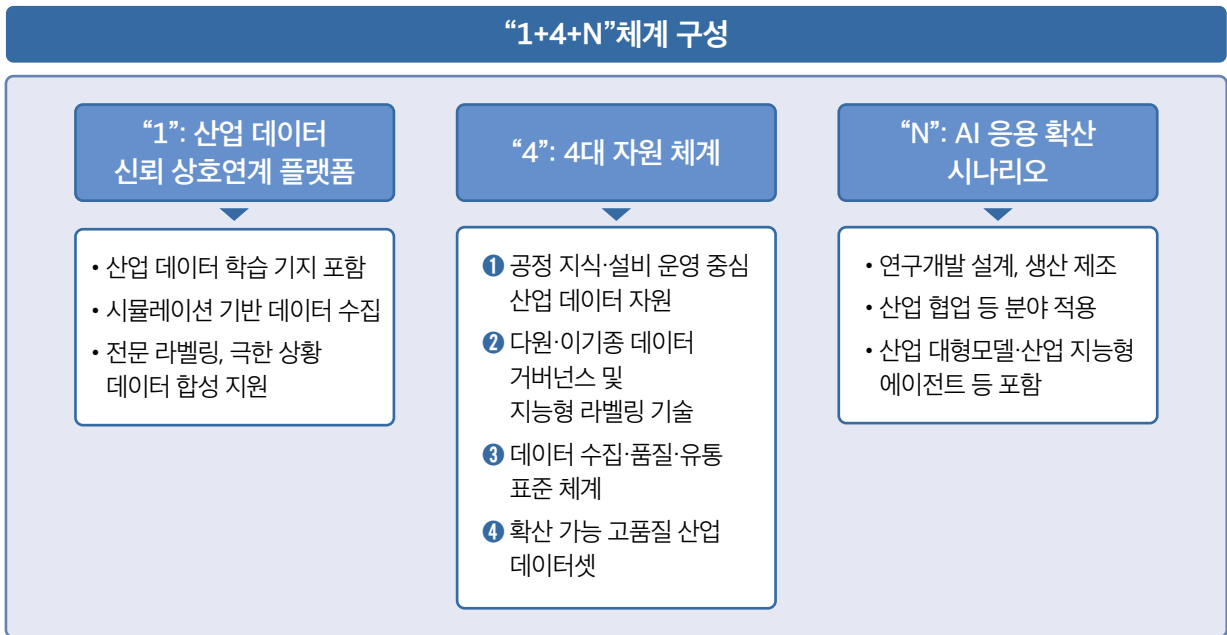 “1+4+N”체계 구성
“1”: 산업 데이터
신뢰 상호연계 플랫폼
• 산업 데이터 학습 기지 포함
• 시뮬레이션 기반 데이터 수집
• 전문 라벨링, 극한 상황
데이터 합성 지원
“4”: 4대 자원 체계
❶ 공정 지식·설비 운영 중심
산업 데이터 자원
❷ 다원·이기종 데이터
거버넌스 및
지능형 라벨링 기술
❸ 데이터 수집·품질·유통
표준 체계
❹ 확산 가능 고품질 산업
데이터셋
“N”: AI 응용 확산
시나리오
• 연구개발 설계, 생산 제조
• 산업 협업 등 분야 적용
• 산업 대형모델·산업 지능형
에이전트 등 포함